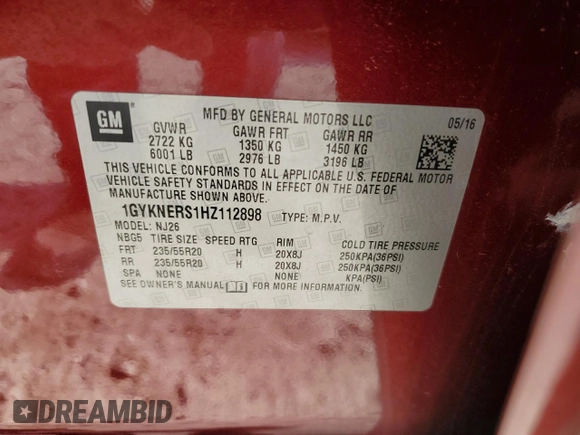 GM
MFD BY GENERAL MOTORS LLC
05/16
GVWR GAWR FRT GAWR RR
2722 KG 1350 KG 1450 KG
6001 LB 2976 LB 3196 LB
THIS VEHICLE CONFORMS TO ALL APPLICABLE U.S. FEDERAL MOTOR
VEHICLE SAFETY STANDARDS IN EFFECT ON THE DATE OF
MANUFACTURE SHOWN ABOVE.
1GYKNERS1HZ112898 TYPE: M.P.V.
MODEL: NJ26
NBG5 TIRE SIZE SPEED RTG RIM COLD TIRE PRESSURE
FRT 235/55R20 H 20X8J 250KPA(36PSI)
RR 235/55R20 H 20X8J 250KPA(36PSI)
SPA NONE NONE KPA(PSI)
SEE OWNER'S MANUAL FOR MORE INFORMATION
DREAMBID